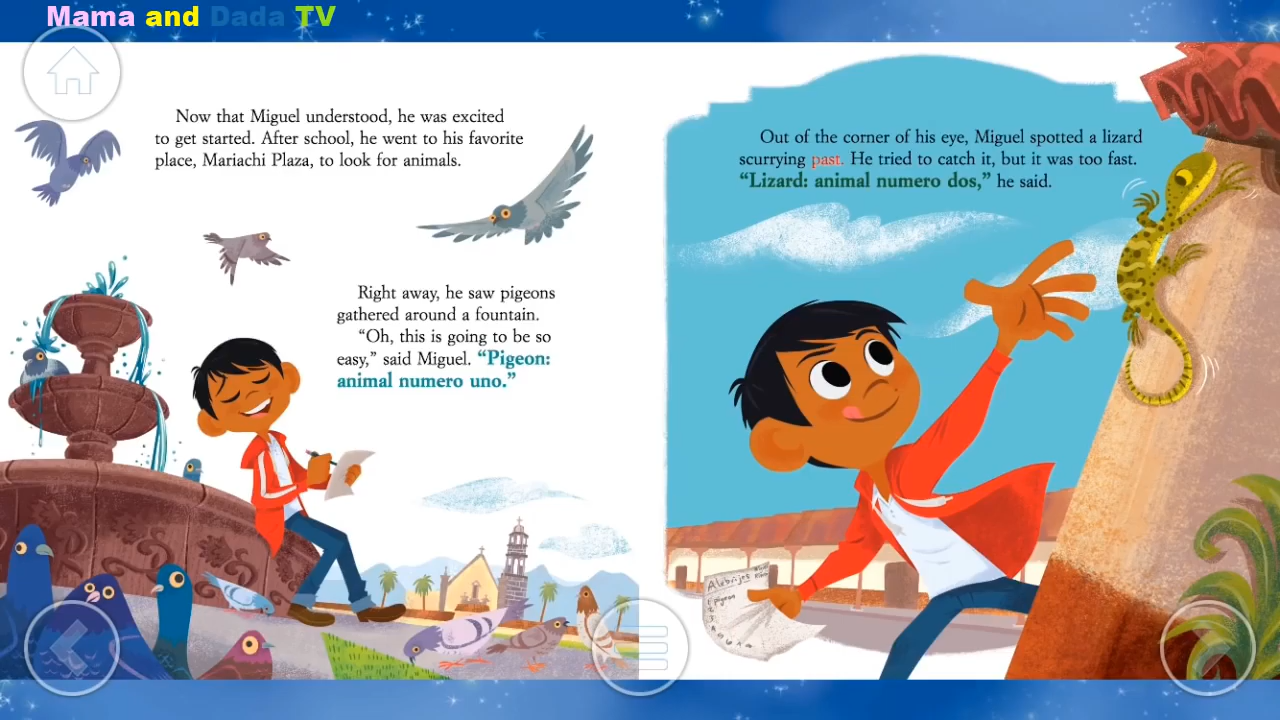 Mama and Dada TV
Now that Miguel understood, he was excited
to get started. After school, he went to his favorite
place, Mariachi Plaza, to look for animals.
Right away, he saw pigeons
gathered around a fountain.
“Oh, this is going to be so
easy,” said Miguel. “Pigeon:
animal numero uno.”
Out of the corner of his eye, Miguel spotted a lizard
scurrying past. He tried to catch it, but it was too fast.
“Lizard: animal numero dos,” he said.
Alebrijes
1 pigeon